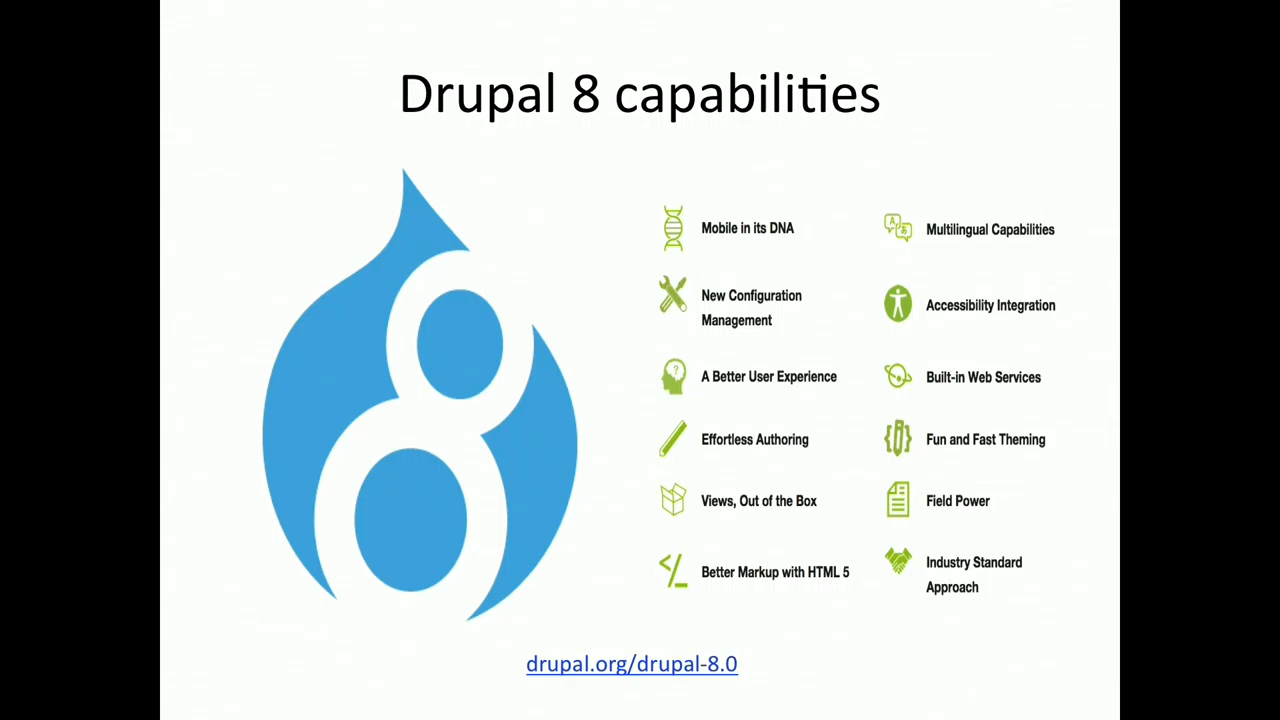 Drupal 8 capabilities
Mobile in its DNA
New Configuration
Management
A Better User Experience
Effortless Authoring
Views, Out of the Box
Better Markup with HTML 5
Multilingual Capabilities
Accessibility Integration
Built-in Web Services
Fun and Fast Theming
Field Power
Industry Standard
Approach
drupal.org/drupal-8.0